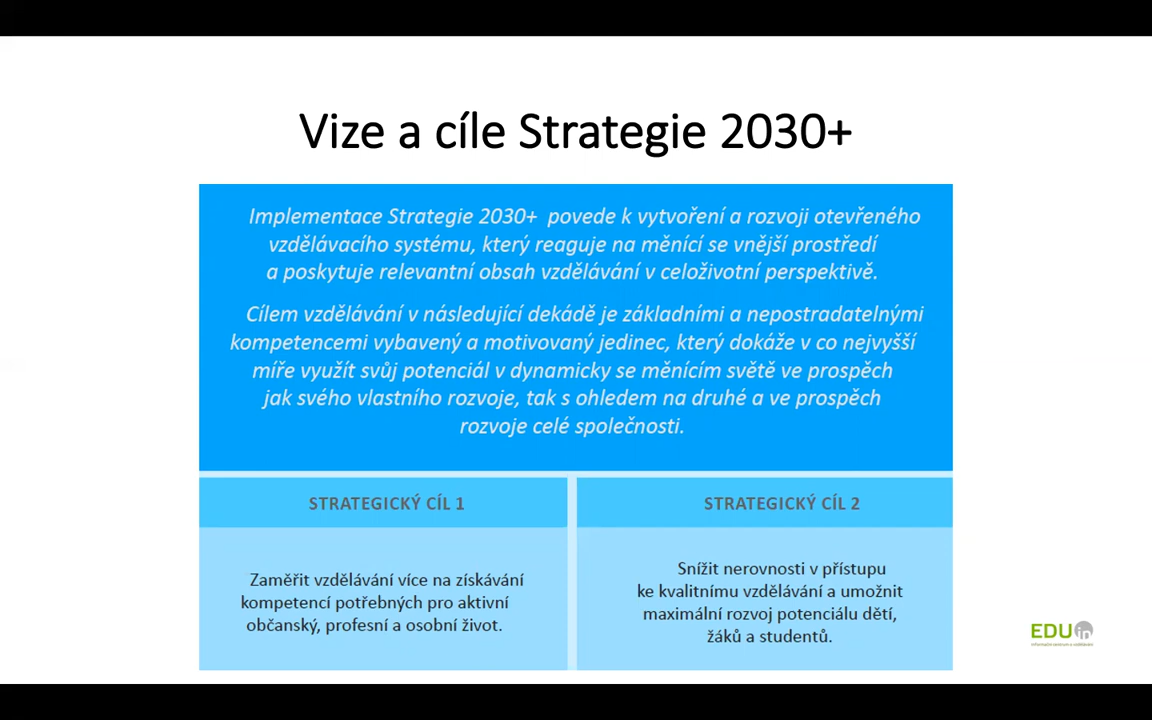 Vize a cíle Strategie 2030+
Implementace Strategie 2030+ povede k vytvoření a rozvoji otevřeného
vzdělávacího systému, který reaguje na měnící se vnější prostředí
a poskytuje relevantní obsah vzdělávání v celoživotní perspektivě.
Cílem vzdělávání v následující dekádě je základními a nepostradatelnými
kompetencemi vybavený a motivovaný jedinec, který dokáže v co nejvyšší
míře využít svůj potenciál v dynamicky se měnícím světě ve prospěch
jak svého vlastního rozvoje, tak s ohledem na druhé a ve prospěch
rozvoje celé společnosti.
STRATEGICKÝ CÍL 1
Zaměřit vzdělávání více na získávání
kompetencí potřebných pro aktivní
občanský, profesní a osobní život.
STRATEGICKÝ CÍL 2
Snížit nerovnosti v přístupu
ke kvalitnímu vzdělávání a umožnit
maximální rozvoj potenciálu dětí,
žáků a studentů.
EDUin
informační centrum o vzdělávání